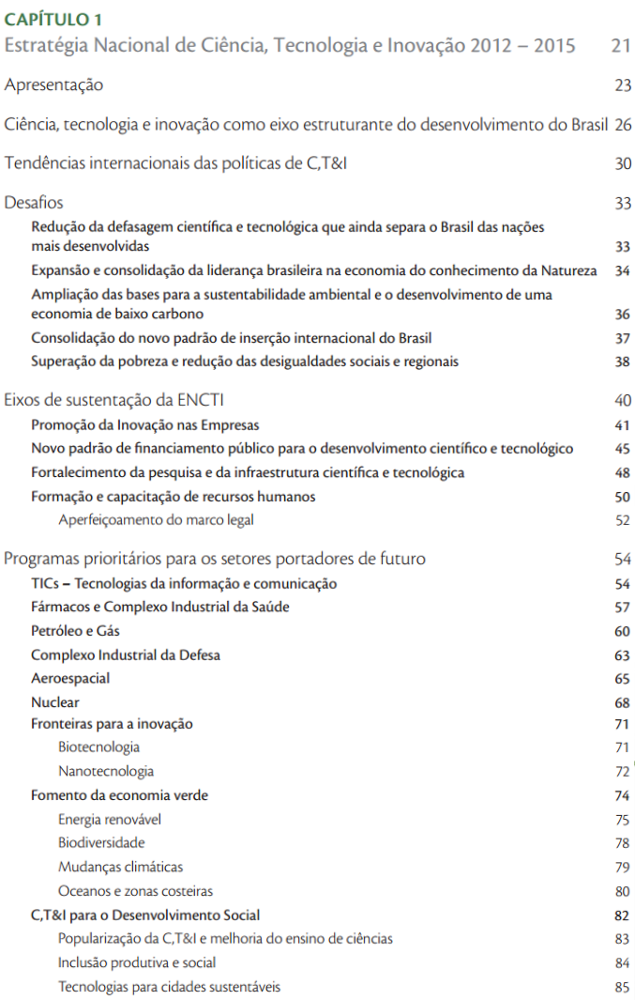 CAPÍTULO 1
Estratégia Nacional de Ciência, Tecnologia e Inovação 2012 – 2015 21
Apresentação 23
Ciência, tecnologia e inovação como eixo estruturante do desenvolvimento do Brasil 26
Tendências internacionais das políticas de C,T&I 30
Desafios 33
Redução da defasagem científica e tecnológica que ainda separa o Brasil das nações
mais desenvolvidas 33
Expansão e consolidação da liderança brasileira na economia do conhecimento da Natureza 34
Ampliação das bases para a sustentabilidade ambiental e o desenvolvimento de uma
economia de baixo carbono 36
Consolidação do novo padrão de inserção internacional do Brasil 37
Superação da pobreza e redução das desigualdades sociais e regionais 38
Eixos de sustentação da ENCTI 40
Promoção da Inovação nas Empresas 41
Novo padrão de financiamento público para o desenvolvimento científico e tecnológico 45
Fortalecimento da pesquisa e da infraestrutura científica e tecnológica 48
Formação e capacitação de recursos humanos 50
Aperfeiçoamento do marco legal 52
Programas prioritários para os setores portadores de futuro 54
TICs – Tecnologias da informação e comunicação 54
Fármacos e Complexo Industrial da Saúde 57
Petróleo e Gás 60
Complexo Industrial da Defesa 63
Aeroespacial 65
Nuclear 68
Fronteiras para a inovação 71
Biotecnologia 71
Nanotecnologia 72
Fomento da economia verde 74
Energia renovável 75
Biodiversidade 78
Mudanças climáticas 79
Oceanos e zonas costeiras 80
C,T&I para o Desenvolvimento Social 82
Popularização da C,T&I e melhoria do ensino de ciências 83
Inclusão produtiva e social 84
Tecnologias para cidades sustentáveis 85